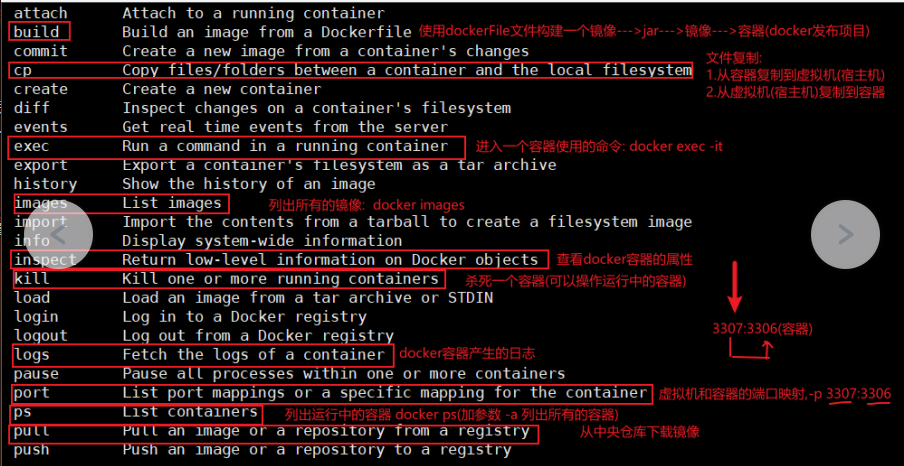 attach Attach to a running container
build Build an image from a Dockerfile 使用dockerFile文件构建一个镜像--->jar--->镜像--->容器(docker发布项目)
commit Create a new image from a container's changes
文件复制:
cp Copy files/folders between a container and the local filesystem
1.从容器复制到虚拟机(宿主机)
create Create a new container
2.从虚拟机(宿主机)复制到容器
diff Inspect changes on a container's filesystem
events Get real time events from the server
exec Run a command in a running container 进入一个容器使用的命令: docker exec -it
export Export a container's filesystem as a tar archive
history Show the history of an image
images List images 列出所有的镜像: docker images
import Import the contents from a tarball to create a filesystem image
info Display system-wide information
inspect Return low-level information on Docker objects 查看docker容器的属性
kill Kill one or more running containers 杀死一个容器(可以操作运行中的容器)
load Load an image from a tar archive or STDIN
login Log in to a Docker registry
3307:3306(容器)
logout Log out from a Docker registry
logs Fetch the logs of a container docker容器产生的日志
pause Pause all processes within one or more containers
port List port mappings or a specific mapping for the container 虚拟机和容器的端口映射,-p 3307:3306
ps List containers 列出运行中的容器 docker ps(加参数 -a 列出所有的容器)
pull Pull an image or a repository from a registry 从中央仓库下载镜像
push Push an image or a repository to a registry